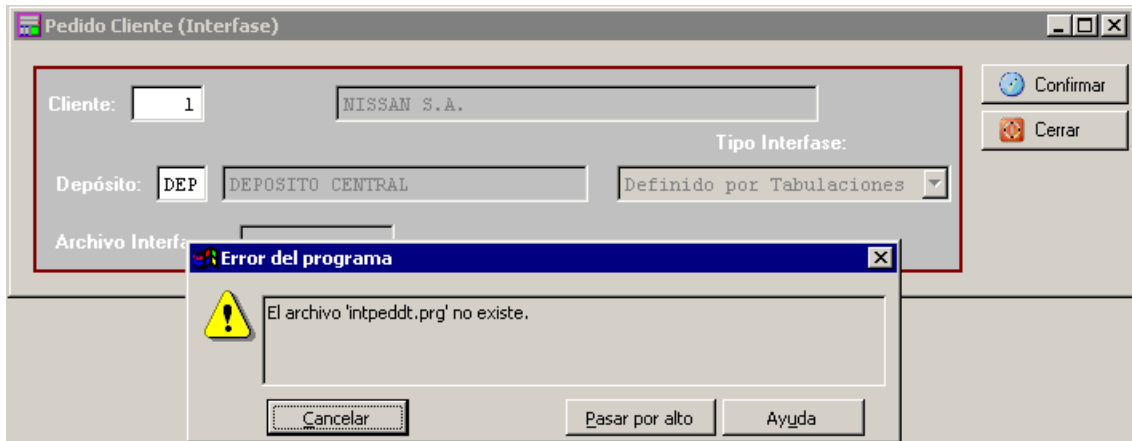 Pedido Cliente (Interfase)
Cliente: 1 NISSAN S.A.
Confirmar
Cerrar
Tipo Interfase:
Depósito: DEP DEPOSITO CENTRAL Definido por Tabulaciones
Archivo Interfa
Error del programa
El archivo 'intpeddt.prg' no existe.
Cancelar Pasar por alto Ayuda